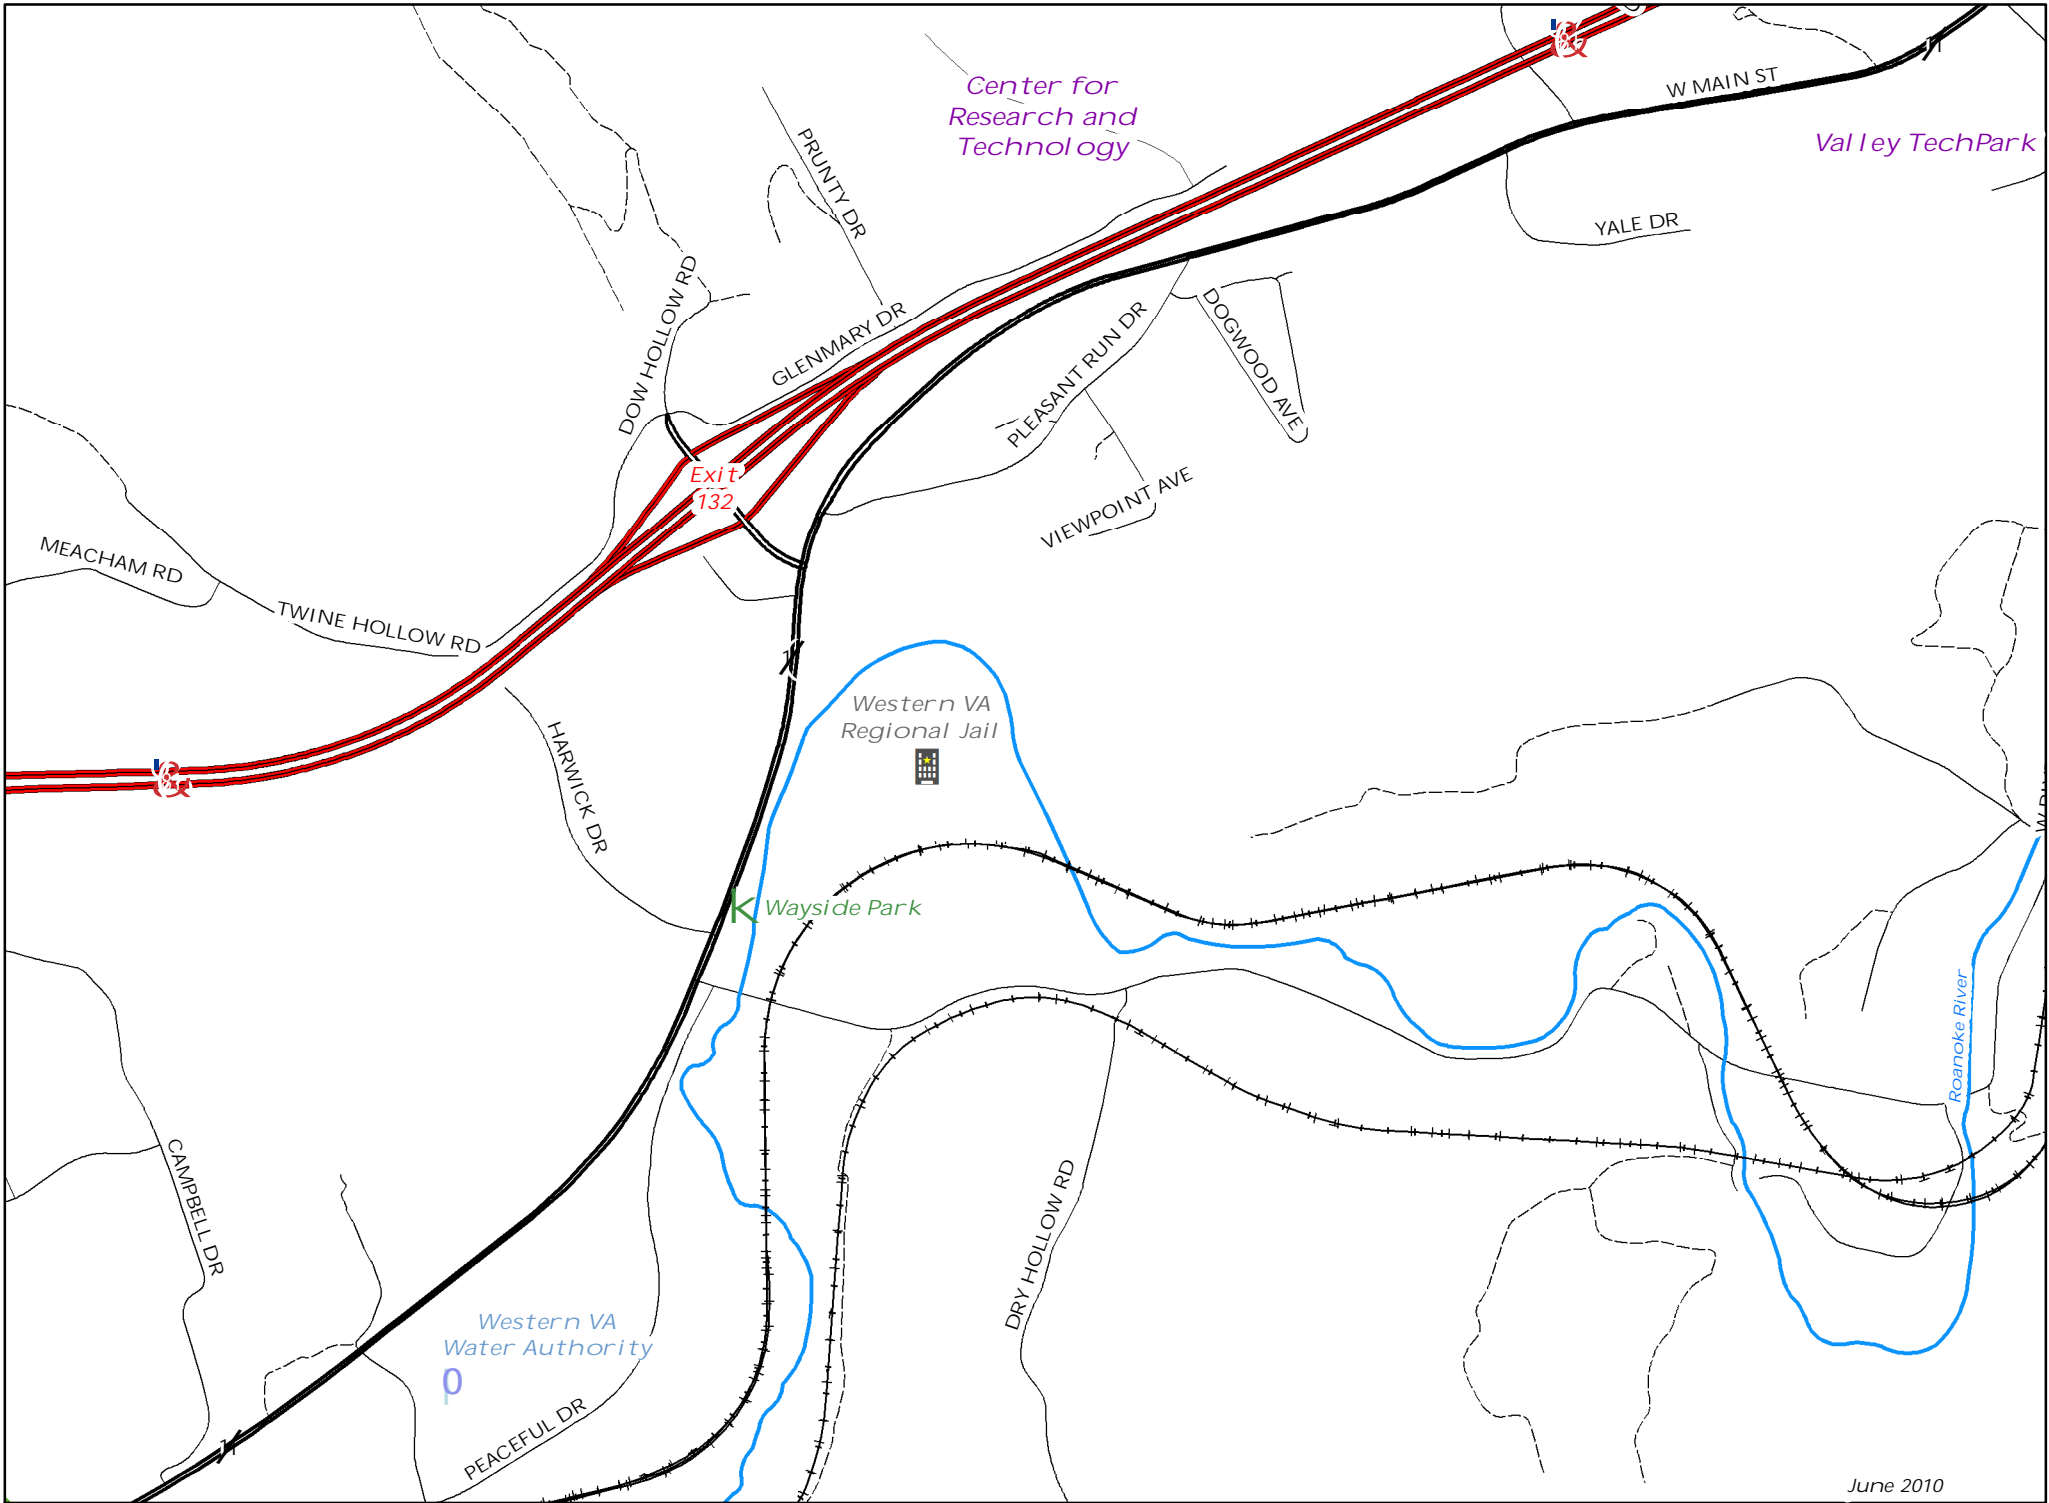 Center for
Research and
Technology
W MAIN ST
11
Valley TechPark
PRUNTY DR
YALE DR
DOW HOLLOW RD
GLENMARY DR
PLEASANT RUN DR
DOGWOOD AVE
Exit
132
VIEWPOINT AVE
MEACHAM RD
TWINE HOLLOW RD
Western VA
Regional Jail
HARWICK DR
Wayside Park
Roanoke River
CAMPBELL DR
DRY HOLLOW RD
Western VA
Water Authority
PEACEFUL DR
11
June 2010